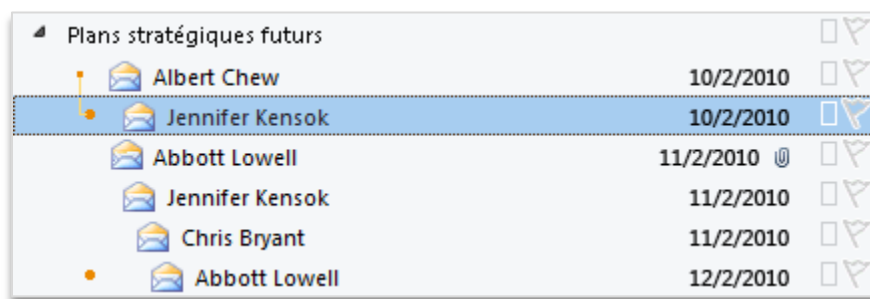 Plans stratégiques futurs
Albert Chew 10/2/2010
Jennifer Kensok 10/2/2010
Abbott Lowell 11/2/2010
Jennifer Kensok 11/2/2010
Chris Bryant 11/2/2010
Abbott Lowell 12/2/2010